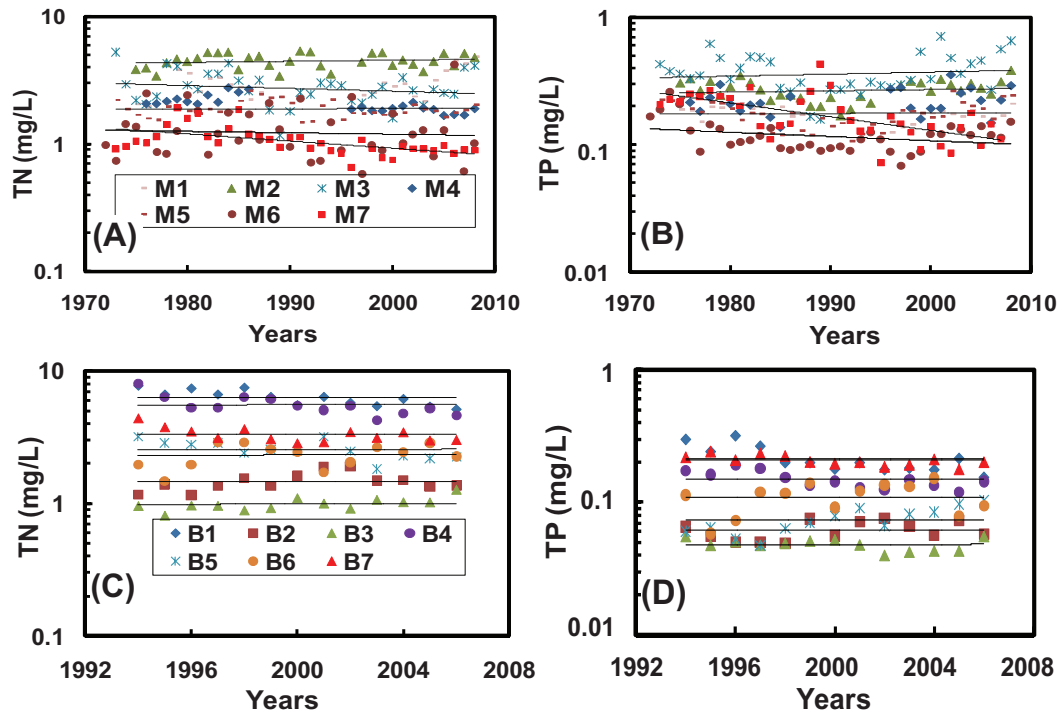 10
1
0.1
TN (mg/L)
M1 M2 M3 M4
M5 M6 M7
(A)
1970 1980 1990 2000 2010
Years
1
0.1
0.01
TP (mg/L)
(B)
1970 1980 1990 2000 2010
Years
10
1
0.1
TN (mg/L)
B1 B2 B3 B4
B5 B6 B7
(C)
1992 1996 2000 2004 2008
Years
1
0.1
0.01
TP (mg/L)
(D)
1992 1996 2000 2004 2008
Years